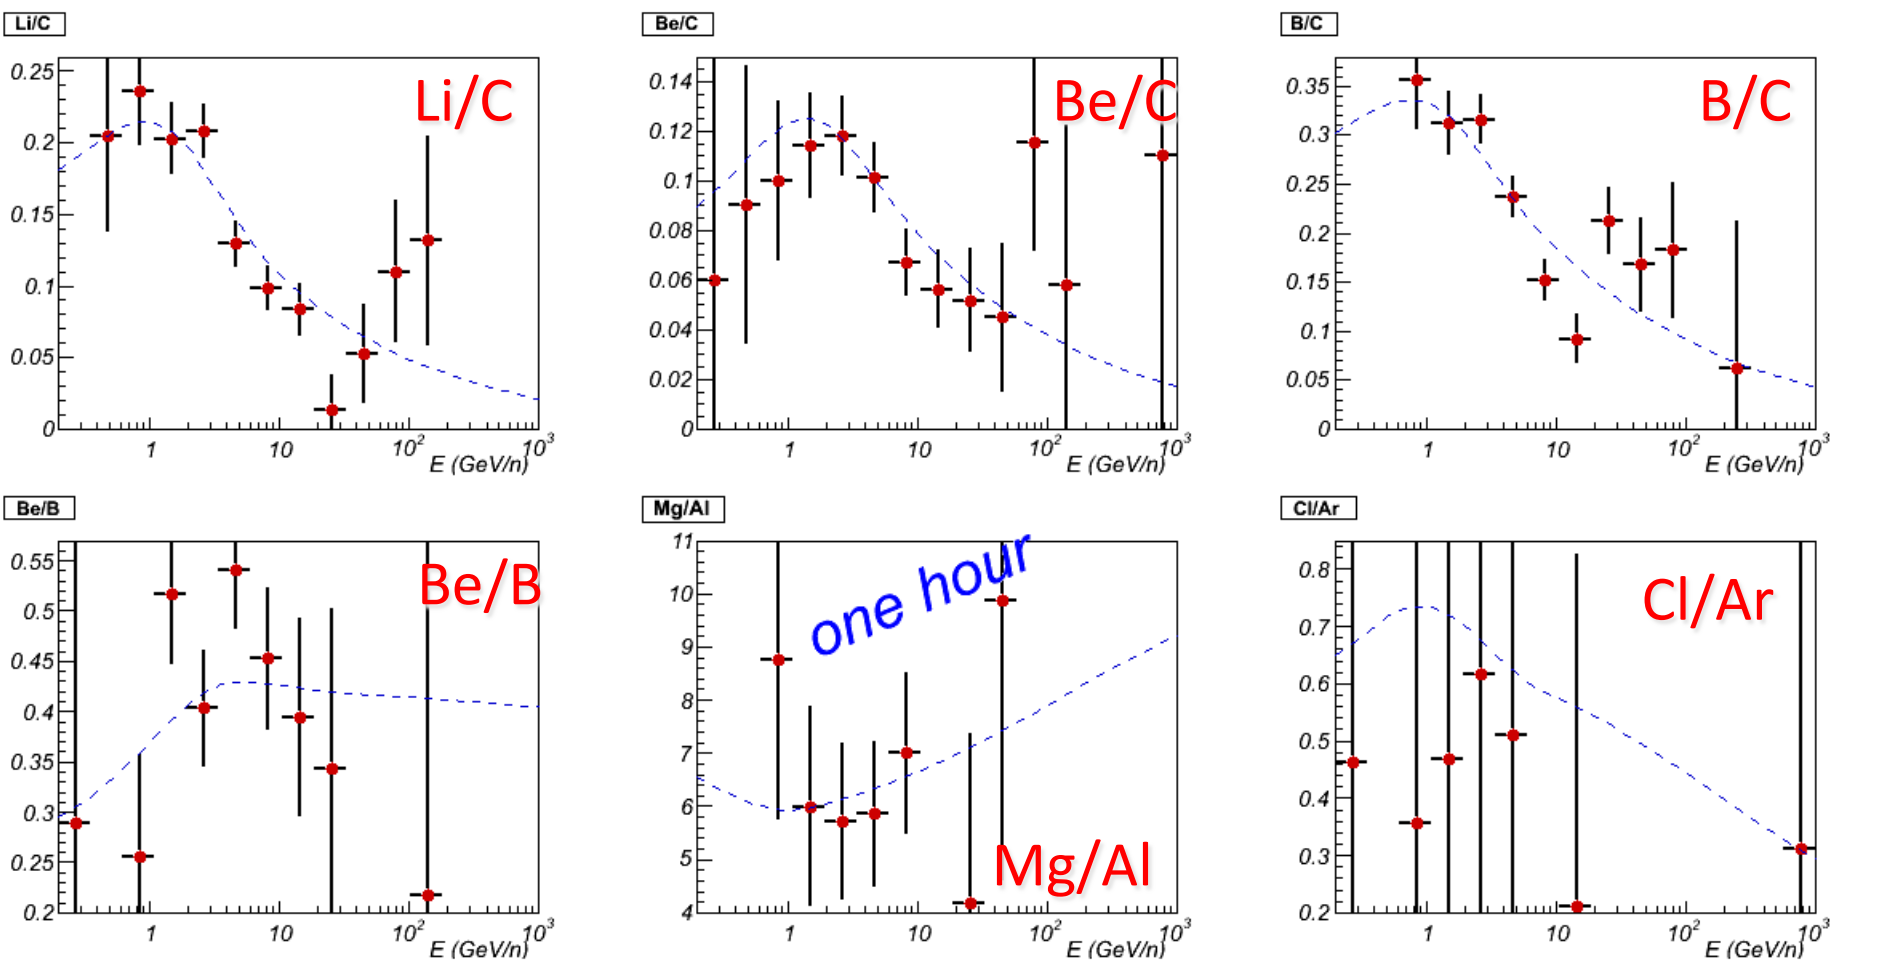 Li/C
Li/C
0.25
0.2
0.15
0.1
0.05
0
1 10 10² 10³
E (GeV/n)
Be/C
Be/C
0.14
0.12
0.1
0.08
0.06
0.04
0.02
0
1 10 10² 10³
E (GeV/n)
B/C
B/C
0.35
0.3
0.25
0.2
0.15
0.1
0.05
0
1 10 10² 10³
E (GeV/n)
Be/B
Be/B
0.55
0.5
0.45
0.4
0.35
0.3
0.25
0.2
1 10 10² 10³
E (GeV/n)
Mg/Al
one hour
Mg/Al
11
10
9
8
7
6
5
4
1 10 10² 10³
E (GeV/n)
Cl/Ar
Cl/Ar
0.8
0.7
0.6
0.5
0.4
0.3
0.2
1 10 10² 10³
E (GeV/n)